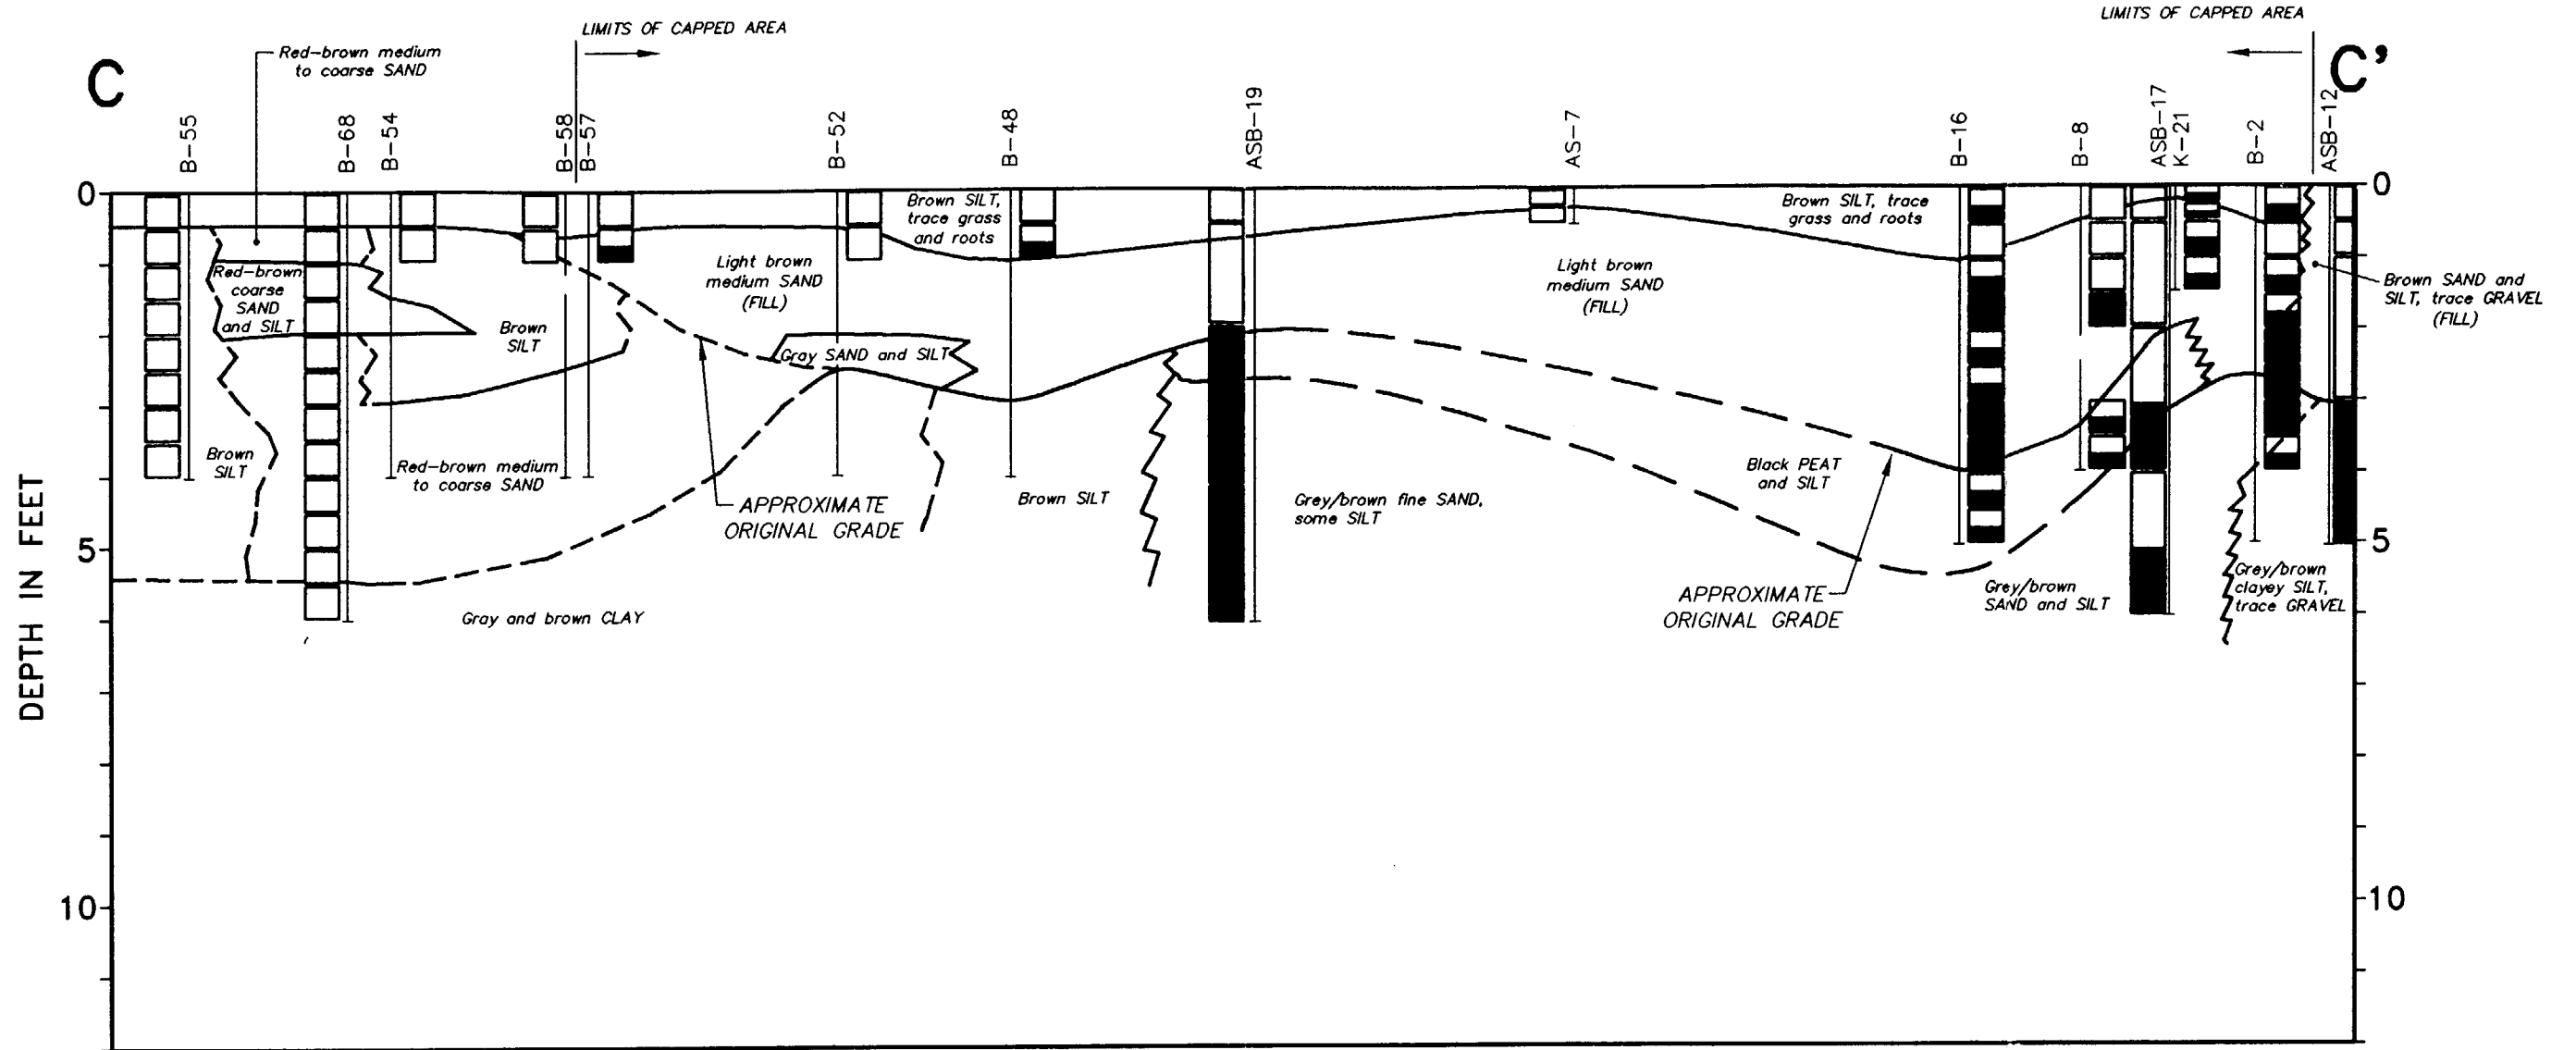 LIMITS OF CAPPED AREA
LIMITS OF CAPPED AREA
C
C'
Red-brown medium
to coarse SAND
B-55
B-68
B-54
B-58
B-57
B-52
B-48
ASB-19
AS-7
B-16
B-8
ASB-17
K-21
B-2
ASB-12
0
0
Brown SILT,
trace grass
and roots
Brown SILT, trace
grass and roots
Red-brown
coarse
SAND
and SILT
Light brown
medium SAND
(FILL)
Light brown
medium SAND
(FILL)
Brown SAND and
SILT, trace GRAVEL
(FILL)
Brown
SILT
Gray SAND and SILT
Brown
SILT
Red-brown medium
to coarse SAND
APPROXIMATE
ORIGINAL GRADE
Brown SILT
Grey/brown fine SAND,
some SILT
Black PEAT
and SILT
DEPTH IN FEET
5
5
Gray and brown CLAY
APPROXIMATE
ORIGINAL GRADE
Grey/brown
SAND and SILT
Grey/brown
clayey SILT,
trace GRAVEL
10
10